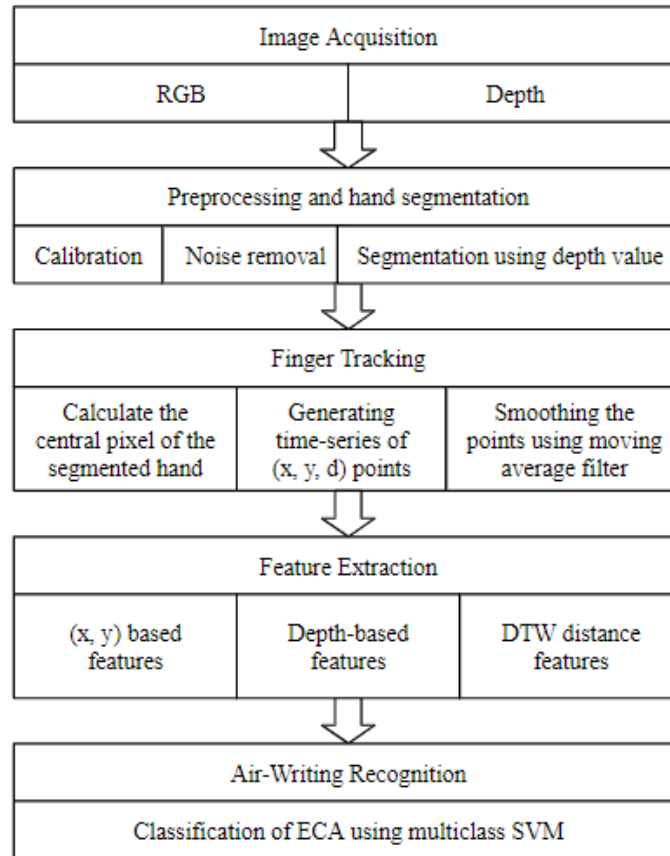 Image Acquisition
RGB
Depth
Preprocessing and hand segmentation
Calibration
Noise removal
Segmentation using depth value
Finger Tracking
Calculate the
central pixel of the
segmented hand
Generating
time-series of
(x, y, d) points
Smoothing the
points using moving
average filter
Feature Extraction
(x, y) based
features
Depth-based
features
DTW distance
features
Air-Writing Recognition
Classification of ECA using multiclass SVM